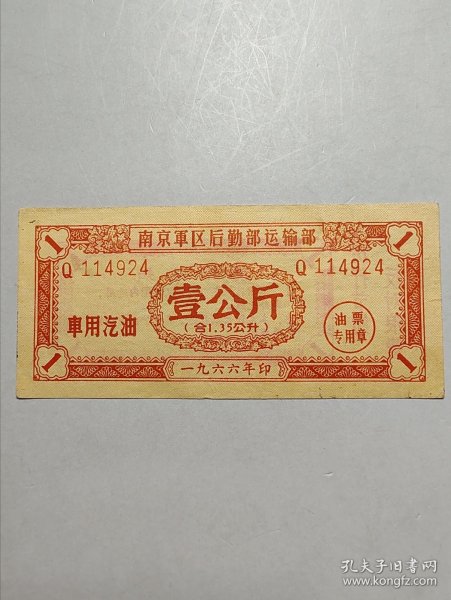 1 南京軍区后勤部运输部 1
Q 114924 Q 114924
壹公斤
(合1.35公升)
車用汽油
油票
专用章
1 一九六六年印 1
孔夫子旧书网
www.kongfz.com